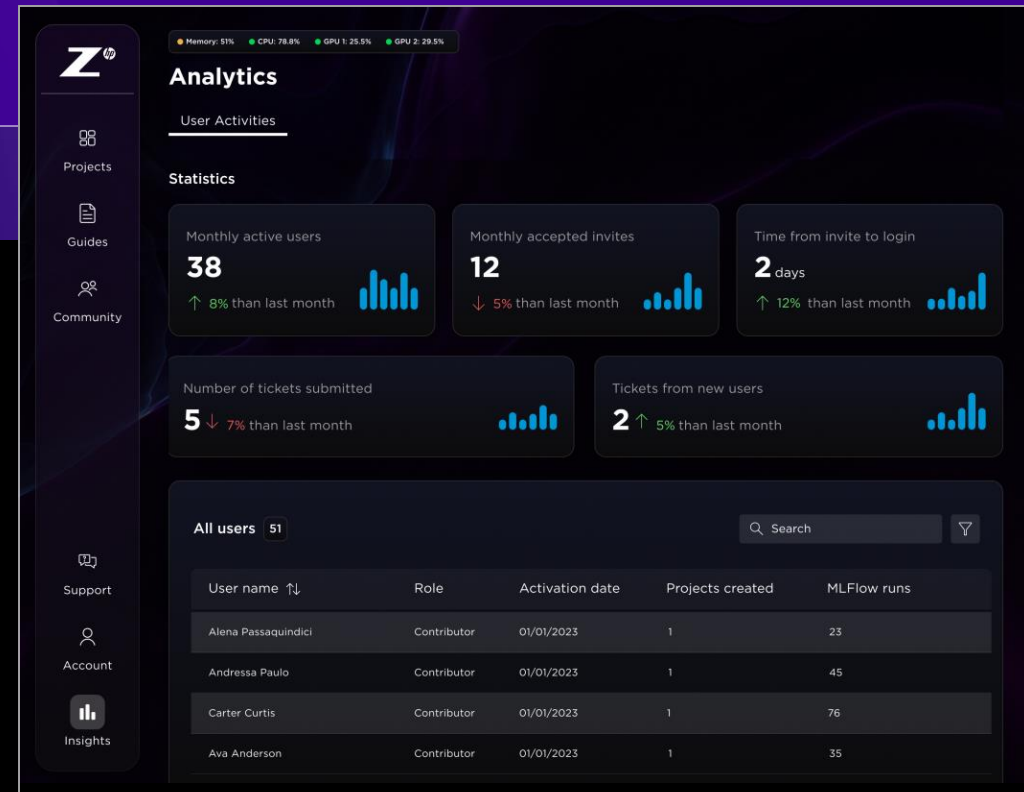 Z hp
Memory: 51% CPU: 78.8% GPU 1: 25.5% GPU 2: 29.5%
Analytics
User Activities
Projects
Guides
Community
Support
Account
Insights
Statistics
Monthly active users
38
↑ 8% than last month
Monthly accepted invites
12
↓ 5% than last month
Time from invite to login
2 days
↑ 12% than last month
Number of tickets submitted
5 ↓ 7% than last month
Tickets from new users
2 ↑ 5% than last month
All users 51
Search
User name ↑↓ Role Activation date Projects created MLFlow runs
Alena Passaquindici Contributor 01/01/2023 1 23
Andressa Paulo Contributor 01/01/2023 1 45
Carter Curtis Contributor 01/01/2023 1 76
Ava Anderson Contributor 01/01/2023 1 35